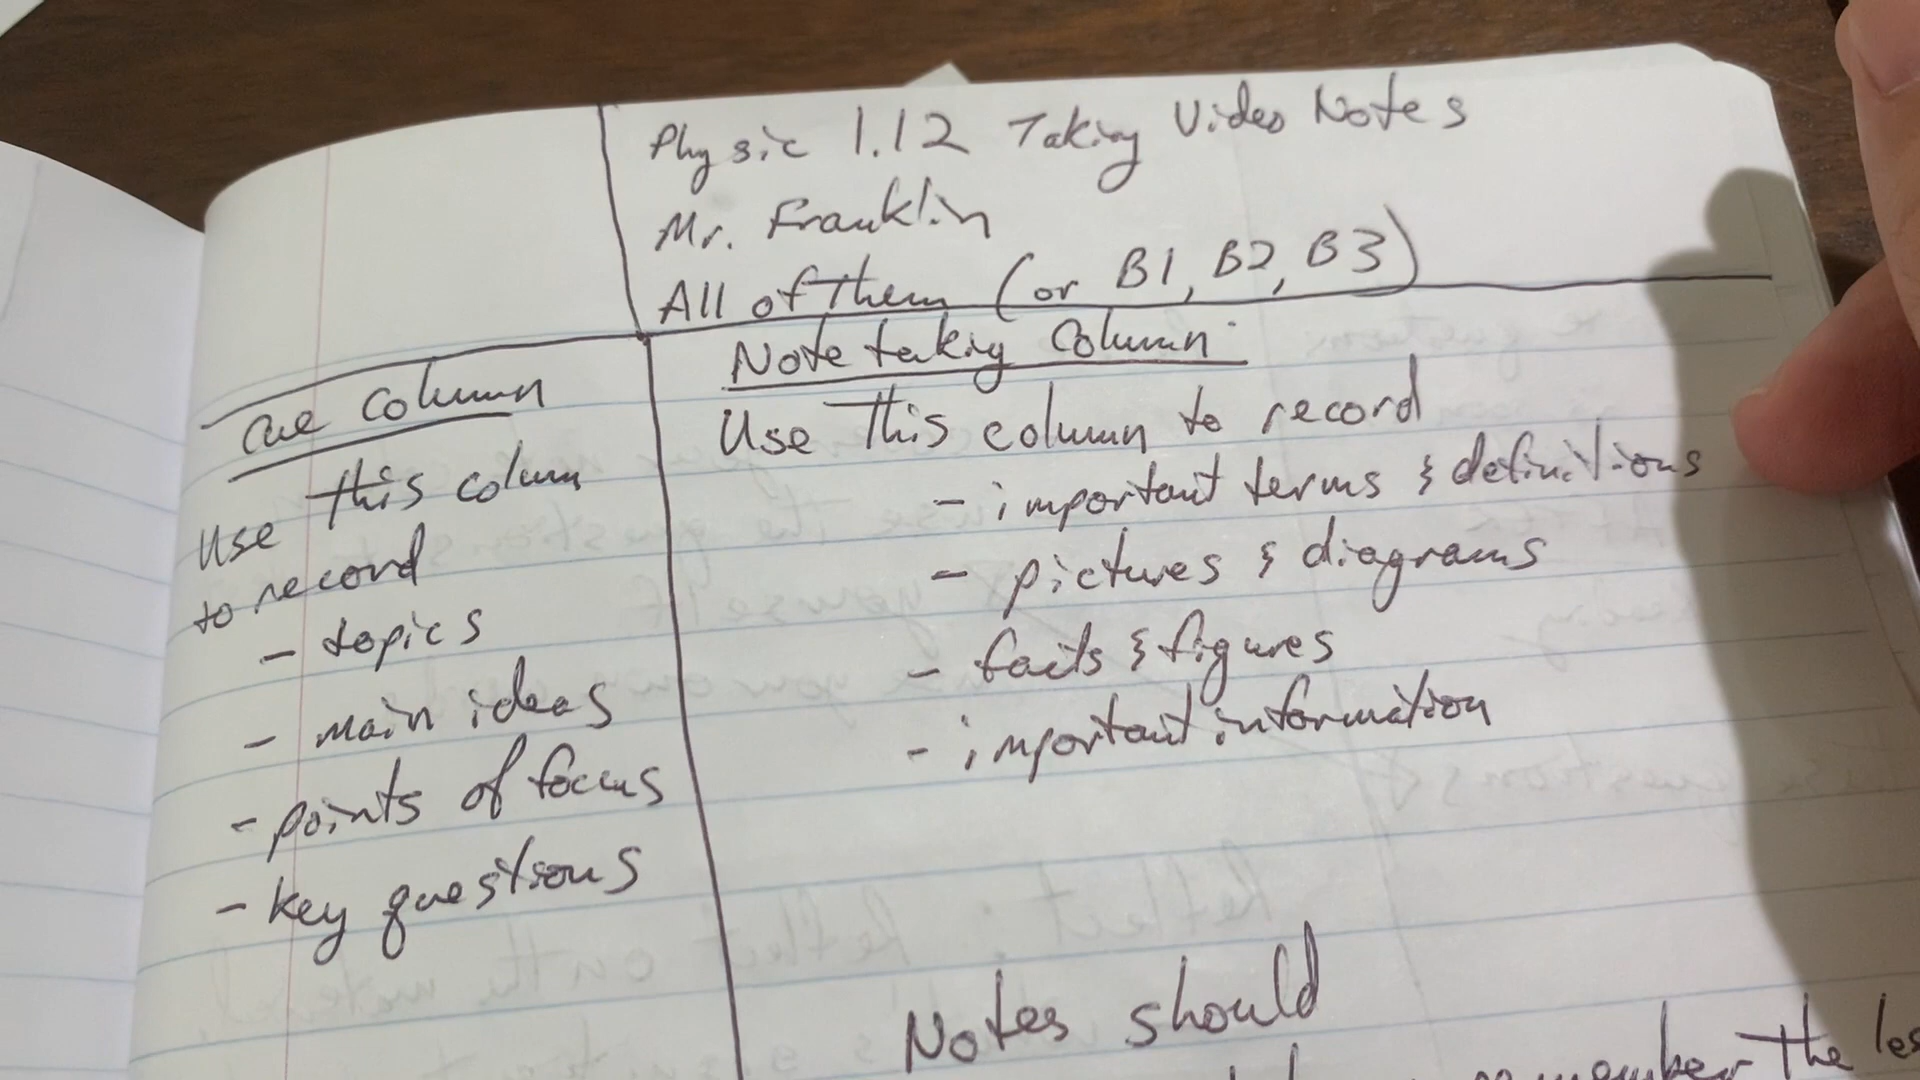 Physic 1.12 Taking Video Notes
Mr. Franklin
All of them (or B1, B2, B3)
Cue Column
Use this column
to record
- topics
- main ideas
- points of focus
- key questions
Note taking Column
Use this column to record
- important terms & definitions
- pictures & diagrams
- facts & figures
- important information
Notes should
remember the